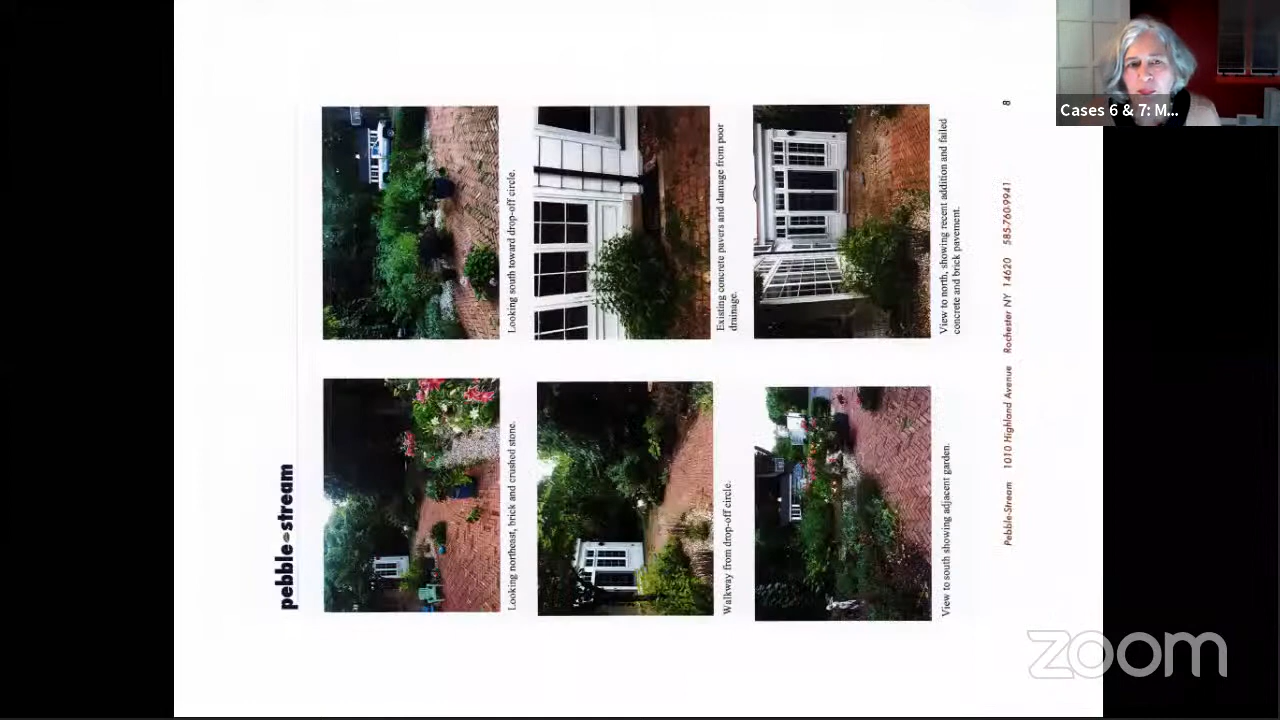 Cases 6 & 7: M...
pebble stream
Looking northeast, brick and crushed stone.
Looking south toward drop-off circle.
Walkway from drop-off circle.
Existing concrete pavers and damage from poor
drainage.
View to south showing adjacent garden.
View to north, showing recent addition and failed
concrete and brick pavement.
Pebble-Stream 1010 Highland Avenue Rochester NY 14620 585-760-9941
8
zoom